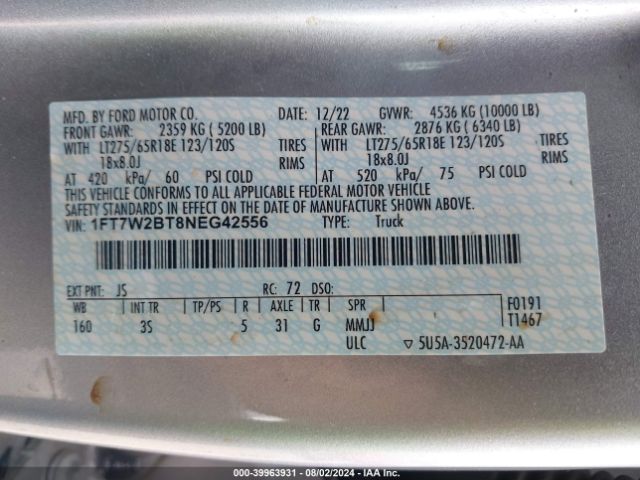 MFD. BY FORD MOTOR CO. DATE: 12/22 GVWR: 4536 KG (10000 LB)
FRONT GAWR: 2359 KG ( 5200 LB) REAR GAWR: 2876 KG ( 6340 LB)
WITH LT275/65R18E 123/120S TIRES WITH LT275/65R18E 123/120S TIRES
18x8.0J RIMS 18x8.0J RIMS
AT 420 kPa/ 60 PSI COLD AT 520 kPa/ 75 PSI COLD
THIS VEHICLE CONFORMS TO ALL APPLICABLE FEDERAL MOTOR VEHICLE
SAFETY STANDARDS IN EFFECT ON THE DATE OF MANUFACTURE SHOWN ABOVE.
VIN: 1FT7W2BT8NEG42556 TYPE: Truck
EXT PNT: JS RC: 72 DSO:
WB INT TR TP/PS R AXLE TR SPR F0191
160 3S 5 31 G MMJJ T1467
ULC ▽ 5U5A-3520472-AA
000-39963931 - 08/02/2024 - IAA Inc.